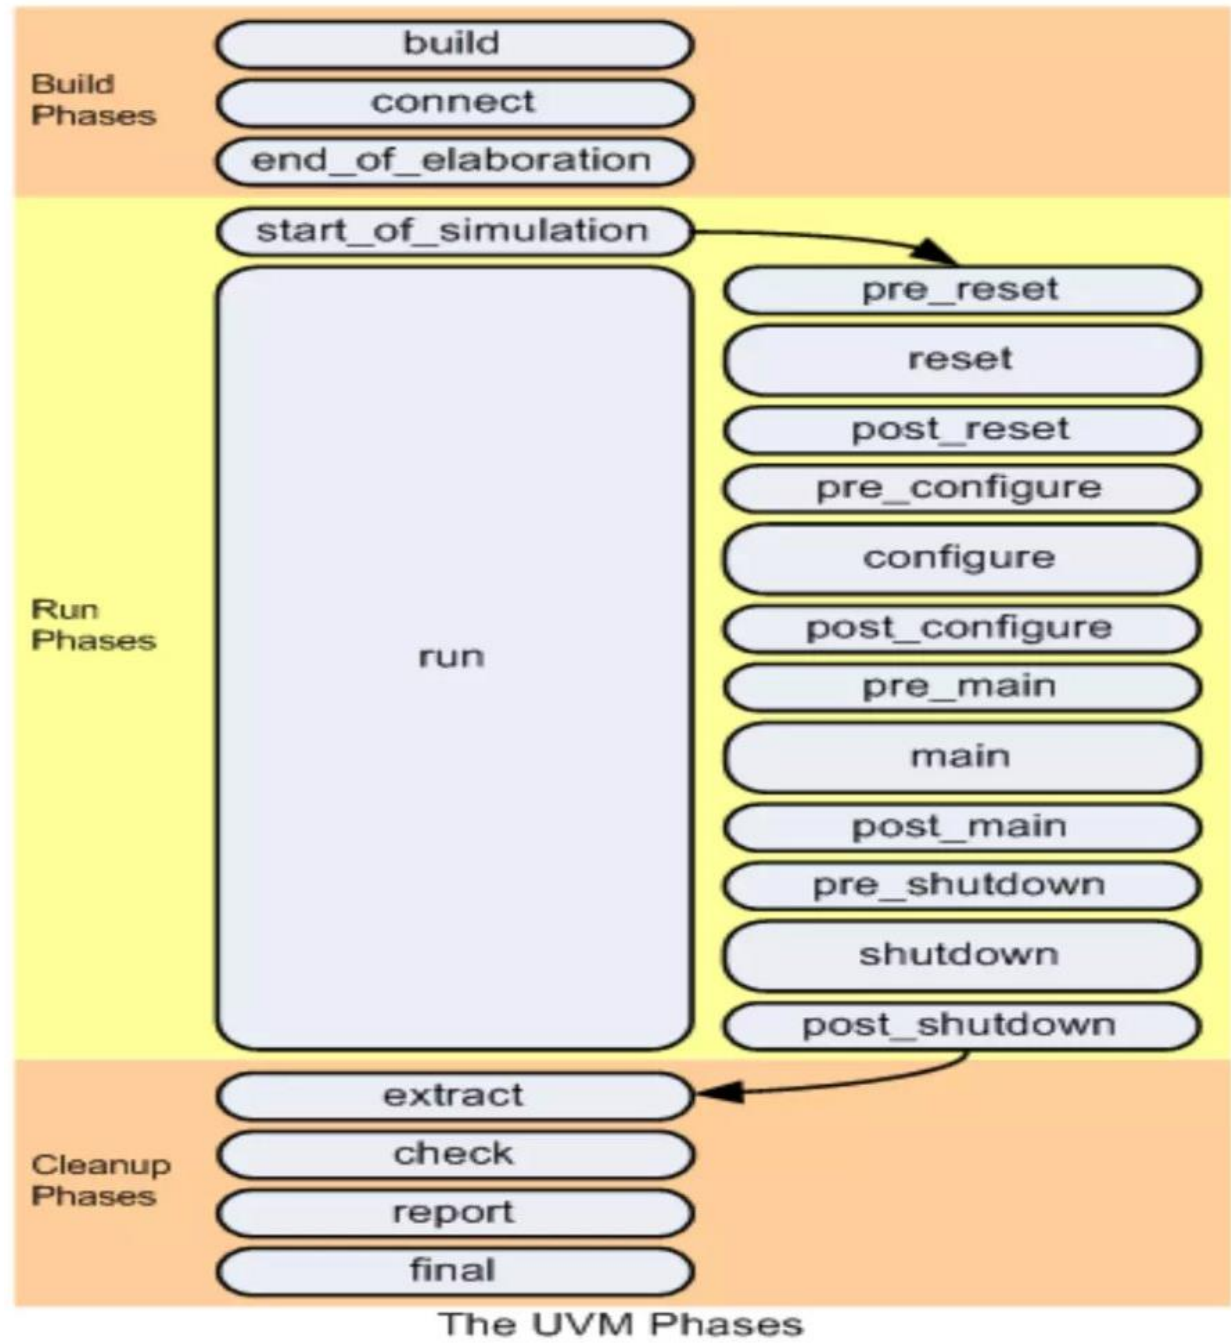 build
Build
Phases
connect
end_of_elaboration
start_of_simulation
pre_reset
reset
post_reset
pre_configure
configure
Run
Phases
run
post_configure
pre_main
main
post_main
pre_shutdown
shutdown
post_shutdown
extract
Cleanup
Phases
check
report
final
The UVM Phases